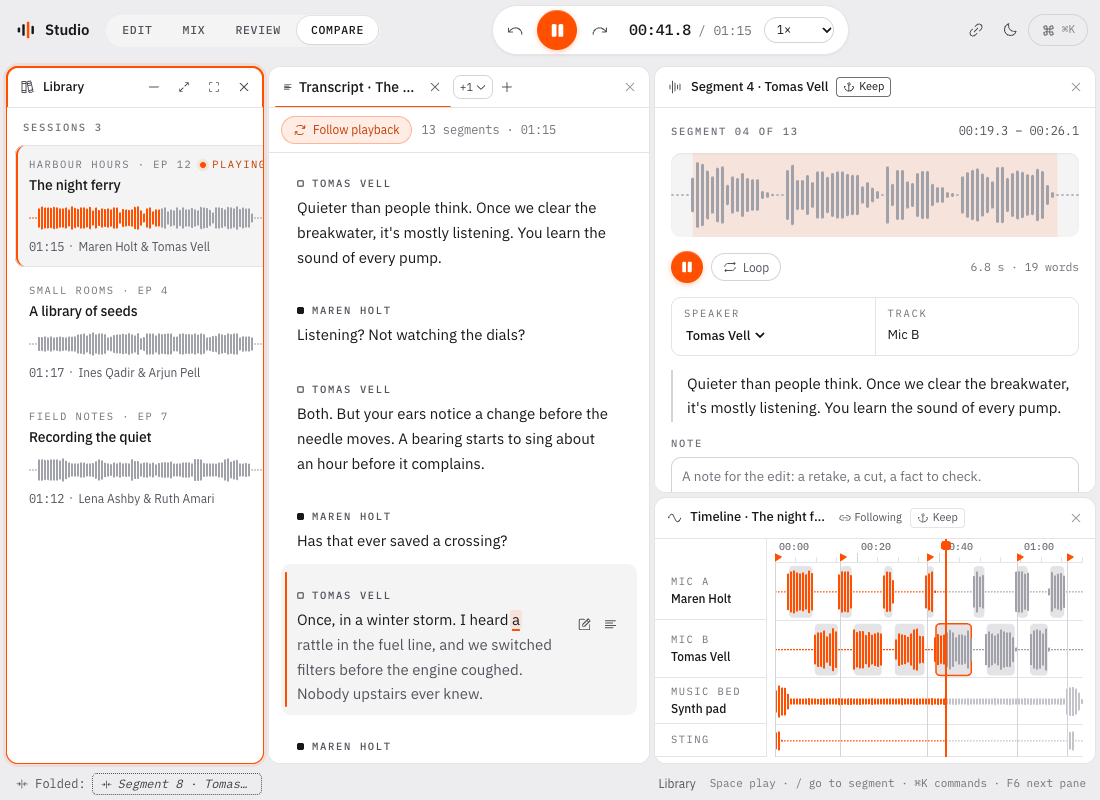 Studio
EDIT MIX REVIEW COMPARE
00:41.8 / 01:15 1×
⌘ ⌘K
Library
SESSIONS 3
HARBOUR HOURS · EP 12 PLAYING
The night ferry
01:15 · Maren Holt & Tomas Vell
SMALL ROOMS · EP 4
A library of seeds
01:17 · Ines Qadir & Arjun Pell
FIELD NOTES · EP 7
Recording the quiet
01:12 · Lena Ashby & Ruth Amari
Transcript · The ... +1
Follow playback 13 segments · 01:15
TOMAS VELL
Quieter than people think. Once we clear the
breakwater, it's mostly listening. You learn the
sound of every pump.
MAREN HOLT
Listening? Not watching the dials?
TOMAS VELL
Both. But your ears notice a change before the
needle moves. A bearing starts to sing about
an hour before it complains.
MAREN HOLT
Has that ever saved a crossing?
TOMAS VELL
Once, in a winter storm. I heard a
rattle in the fuel line, and we switched
filters before the engine coughed.
Nobody upstairs ever knew.
MAREN HOLT
Segment 4 · Tomas Vell Keep
SEGMENT 04 OF 13 00:19.3 – 00:26.1
Loop 6.8 s · 19 words
SPEAKER
Tomas Vell
TRACK
Mic B
Quieter than people think. Once we clear the breakwater,
it's mostly listening. You learn the sound of every pump.
NOTE
A note for the edit: a retake, a cut, a fact to check.
Timeline · The night f... Following Keep
00:00 00:20 0:40 01:00
MIC A
Maren Holt
MIC B
Tomas Vell
MUSIC BED
Synth pad
STING
Folded: Segment 8 · Tomas…
Library Space play · / go to segment · ⌘K commands · F6 next pane